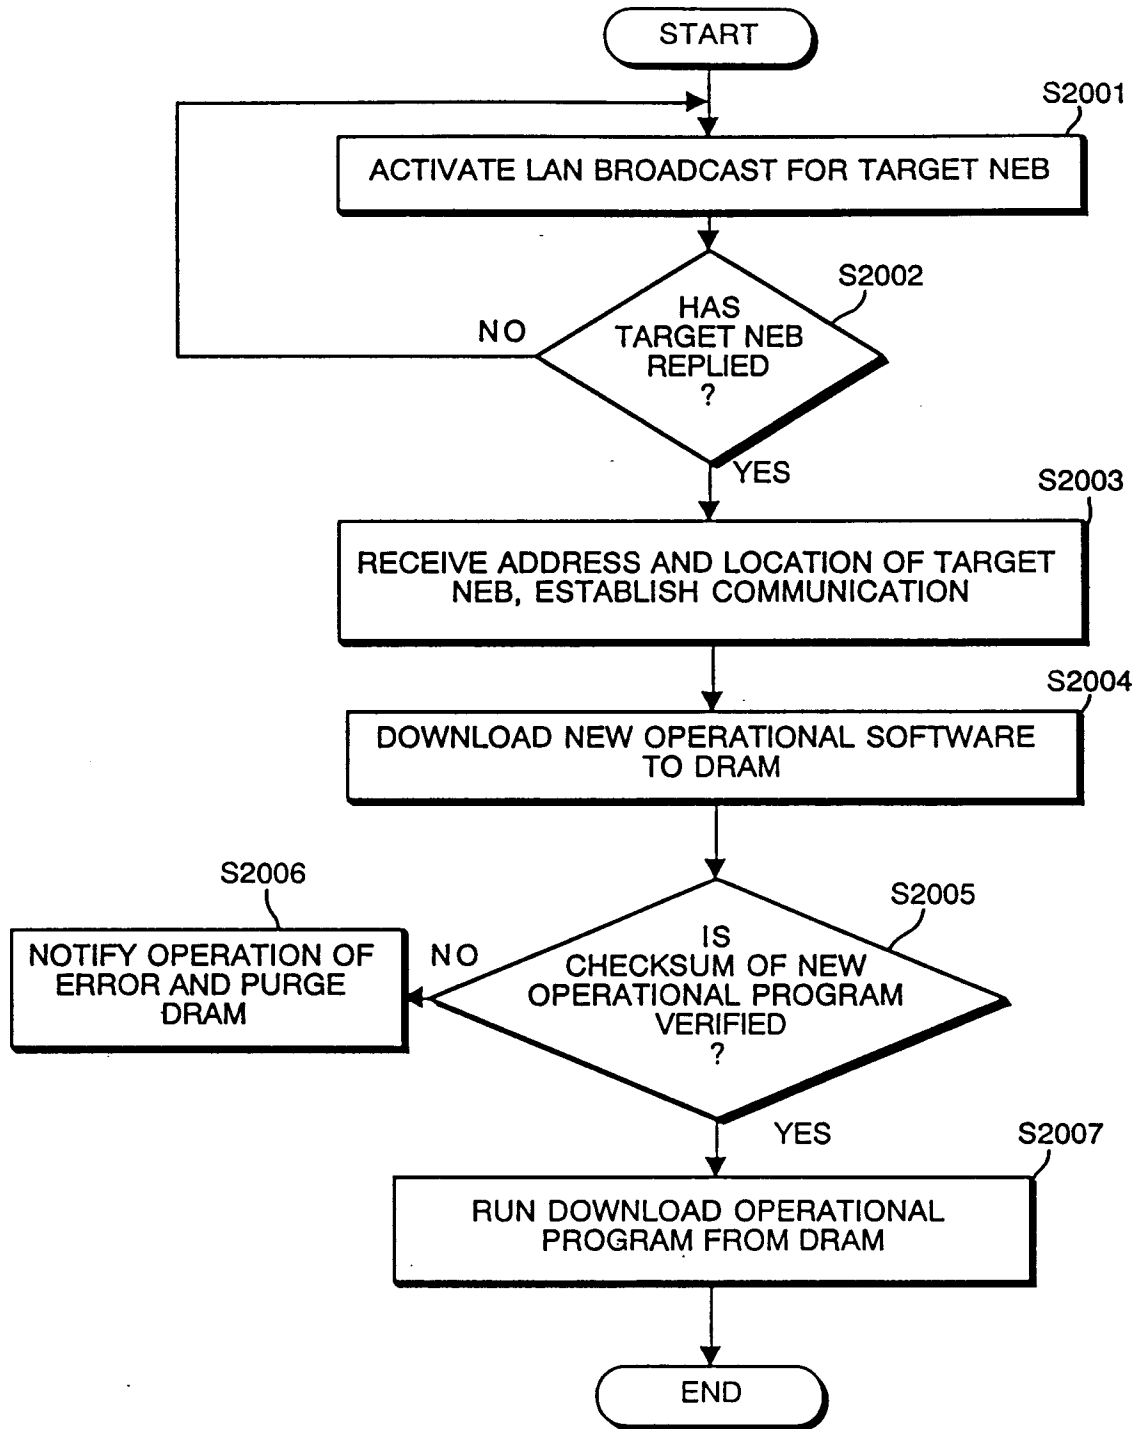 START
S2001
ACTIVATE LAN BROADCAST FOR TARGET NEB
S2002
HAS
TARGET NEB
REPLIED
?
NO
YES
S2003
RECEIVE ADDRESS AND LOCATION OF TARGET
NEB, ESTABLISH COMMUNICATION
S2004
DOWNLOAD NEW OPERATIONAL SOFTWARE
TO DRAM
S2005
IS
CHECKSUM OF NEW
OPERATIONAL PROGRAM
VERIFIED
?
NO
S2006
NOTIFY OPERATION OF
ERROR AND PURGE
DRAM
YES
S2007
RUN DOWNLOAD OPERATIONAL
PROGRAM FROM DRAM
END